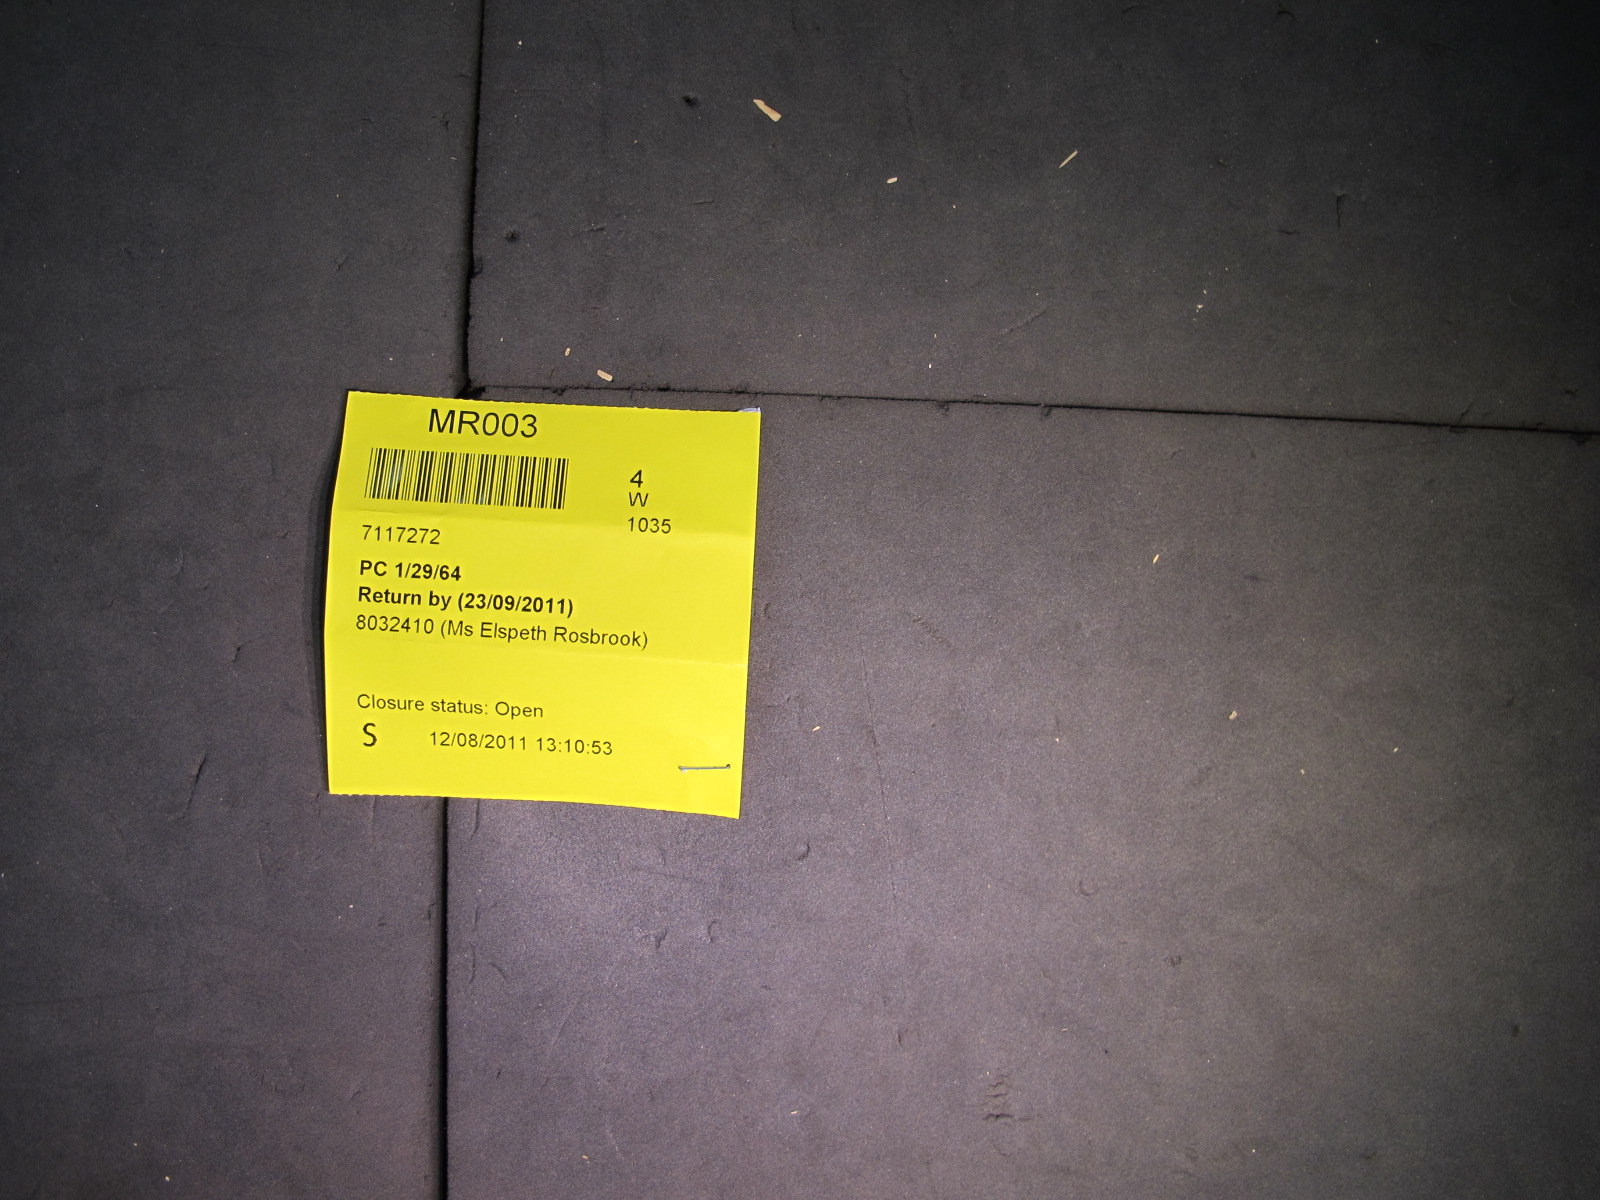 MR003
4
W
1035
7117272
PC 1/29/64
Return by (23/09/2011)
8032410 (Ms Elspeth Rosbrook)
Closure status: Open
S 12/08/2011 13:10:53